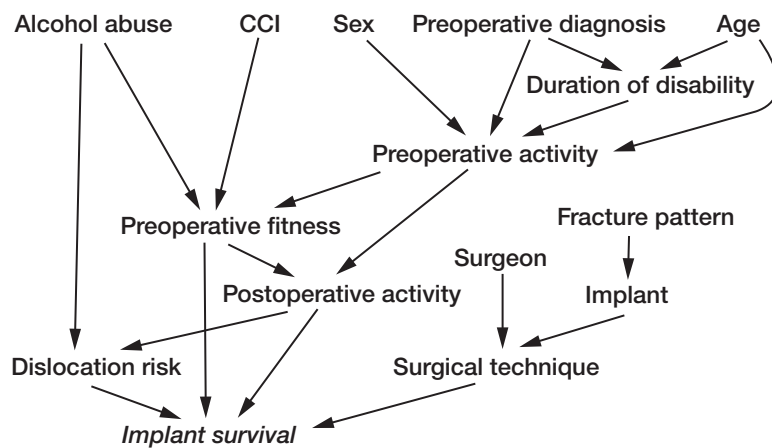 Alcohol abuse
CCI
Sex
Preoperative diagnosis
Age
Duration of disability
Preoperative activity
Preoperative fitness
Fracture pattern
Surgeon
Postoperative activity
Implant
Dislocation risk
Surgical technique
Implant survival